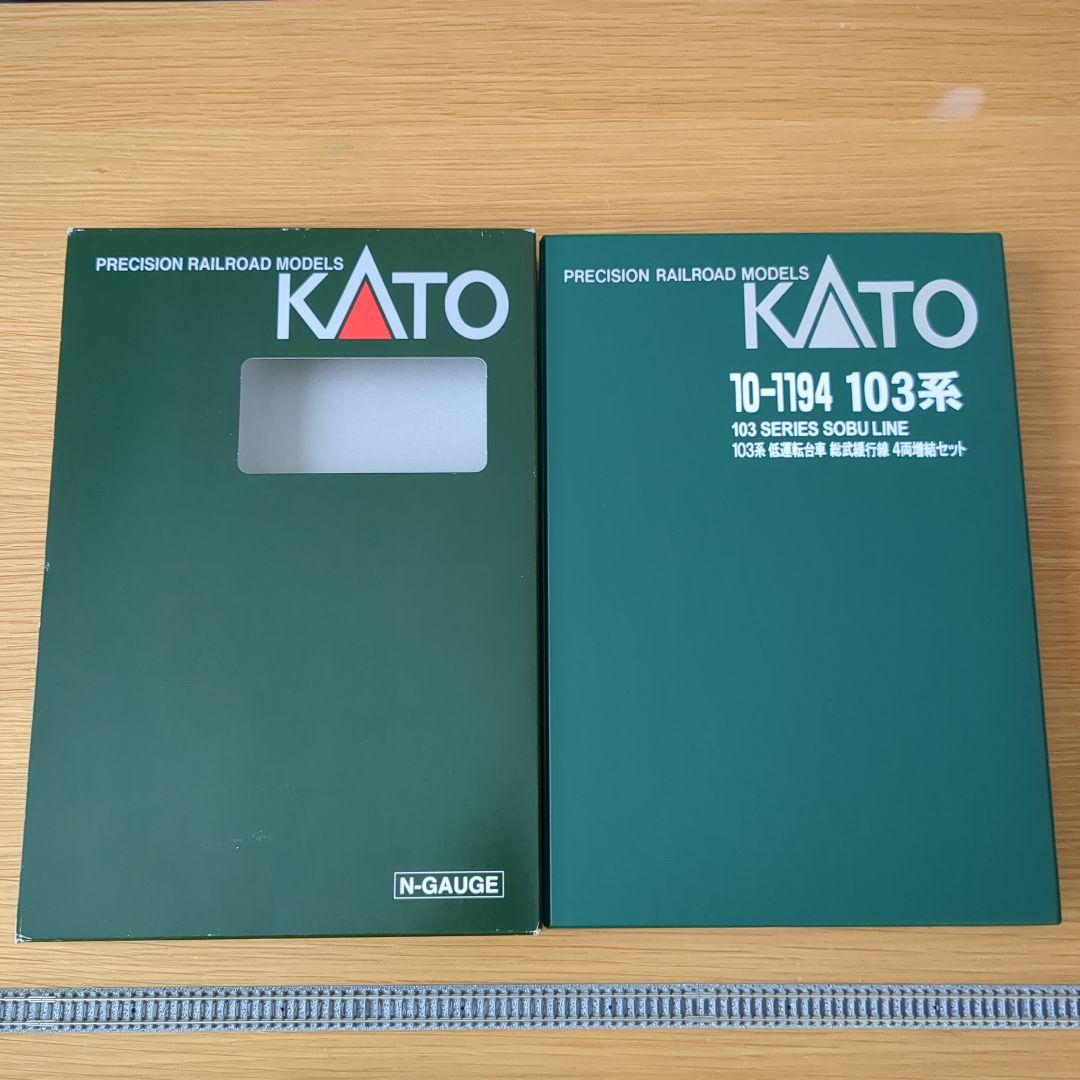 PRECISION RAILROAD MODELS
KATO
N-GAUGE
PRECISION RAILROAD MODELS
KATO
10-1194 103系
103 SERIES SOBU LINE
103系 低運転台車 総武緩行線 4両増結セット